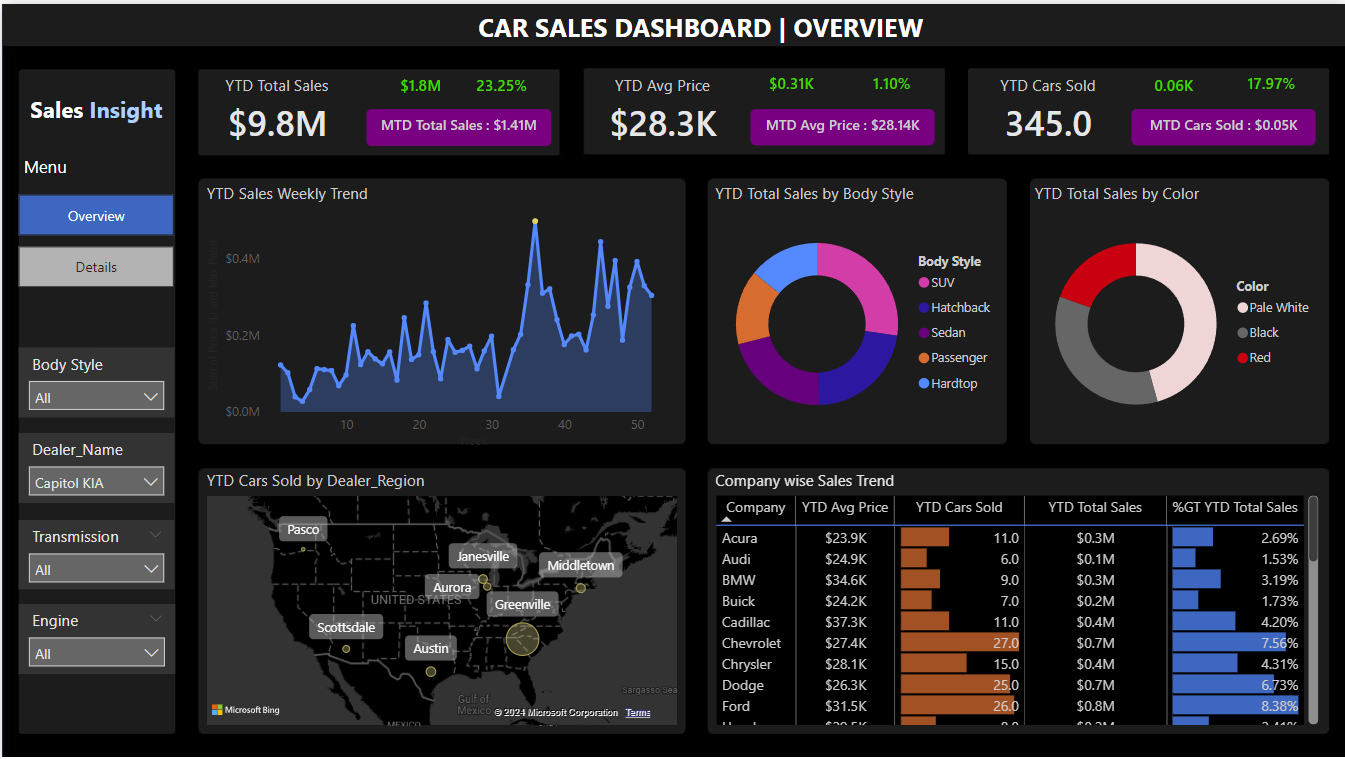 CAR SALES DASHBOARD | OVERVIEW
Sales Insight
Menu
Overview
Details
Body Style
All
Dealer_Name
Capitol KIA
Transmission
All
Engine
All
YTD Total Sales
$1.8M 23.25%
$9.8M
MTD Total Sales : $1.41M
YTD Avg Price
$0.31K 1.10%
$28.3K
MTD Avg Price : $28.14K
YTD Cars Sold
0.06K 17.97%
345.0
MTD Cars Sold : $0.05K
YTD Sales Weekly Trend
$0.4M
$0.2M
$0.0M
10 20 30 40 50
Week
YTD Total Sales by Body Style
Body Style
SUV
Hatchback
Sedan
Passenger
Hardtop
YTD Total Sales by Color
Color
Pale White
Black
Red
YTD Cars Sold by Dealer_Region
Pasco
Janesville
Middletown
Aurora
UNITED STATES
Greenville
Scottsdale
Austin
Gulf of
Mexico
Sargasso Sea
MEXICO
Microsoft Bing
© 2024 Microsoft Corporation Terms
Company wise Sales Trend
Company YTD Avg Price YTD Cars Sold YTD Total Sales %GT YTD Total Sales
Acura $23.9K 11.0 $0.3M 2.69%
Audi $24.9K 6.0 $0.1M 1.53%
BMW $34.6K 9.0 $0.3M 3.19%
Buick $24.2K 7.0 $0.2M 1.73%
Cadillac $37.3K 11.0 $0.4M 4.20%
Chevrolet $27.4K 27.0 $0.7M 7.56%
Chrysler $28.1K 15.0 $0.4M 4.31%
Dodge $26.3K 25.0 $0.7M 6.73%
Ford $31.5K 26.0 $0.8M 8.38%